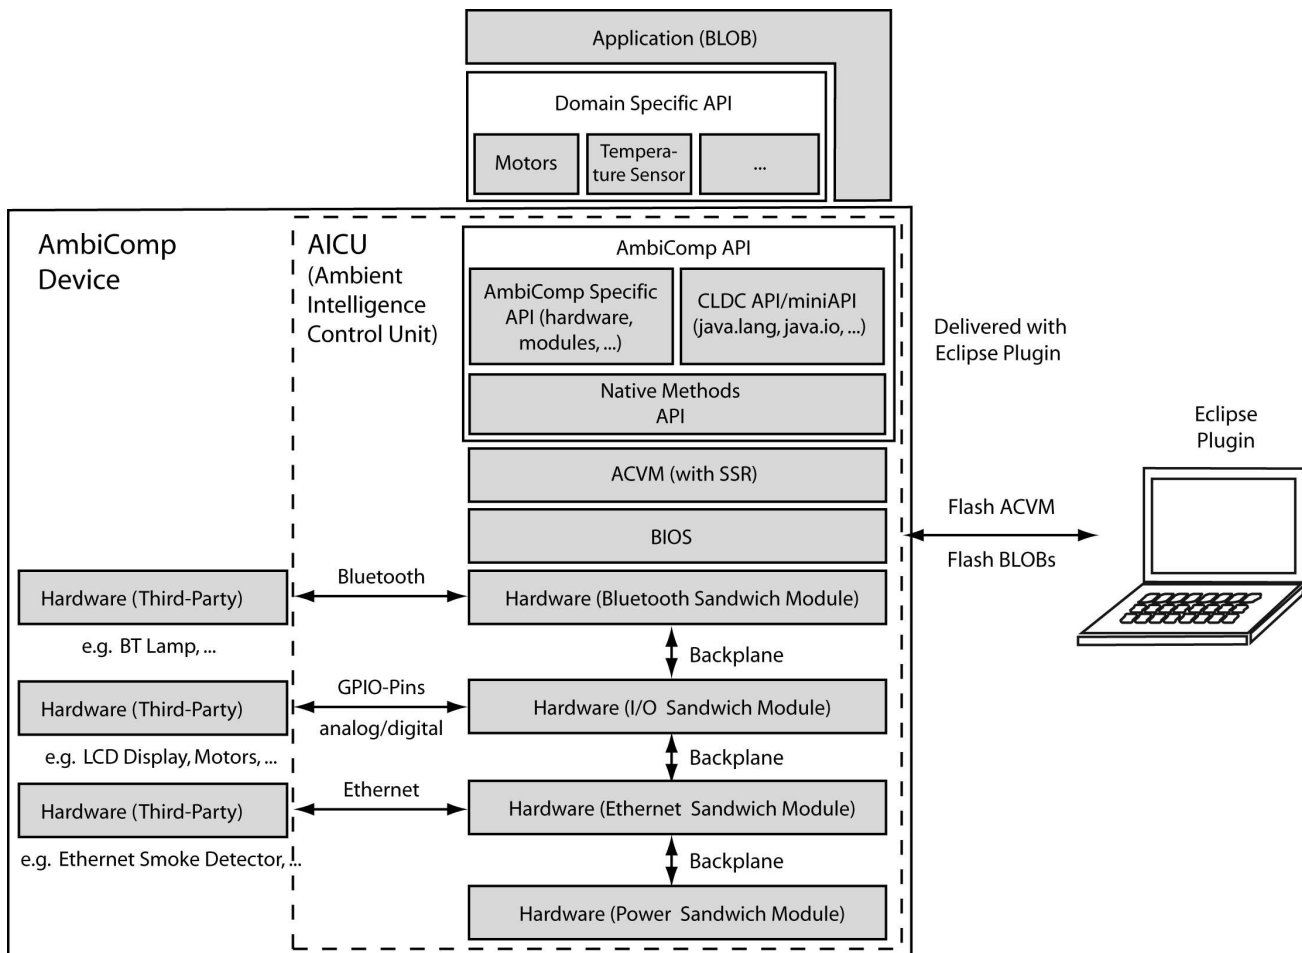 Application (BLOB)
Domain Specific API
Motors
Tempera-
ture Sensor
...
AmbiComp
Device
AICU
(Ambient
Intelligence
Control Unit)
AmbiComp API
AmbiComp Specific
API (hardware,
modules, ...)
CLDC API/miniAPI
(java.lang, java.io, ...)
Native Methods
API
Delivered with
Eclipse Plugin
Eclipse
Plugin
ACVM (with SSR)
BIOS
Flash ACVM
Flash BLOBs
Hardware (Third-Party)
e.g. BT Lamp, ...
Bluetooth
Hardware (Bluetooth Sandwich Module)
Backplane
Hardware (Third-Party)
e.g. LCD Display, Motors, ...
GPIO-Pins
analog/digital
Hardware (I/O Sandwich Module)
Backplane
Hardware (Third-Party)
e.g. Ethernet Smoke Detector, ...
Ethernet
Hardware (Ethernet Sandwich Module)
Backplane
Hardware (Power Sandwich Module)